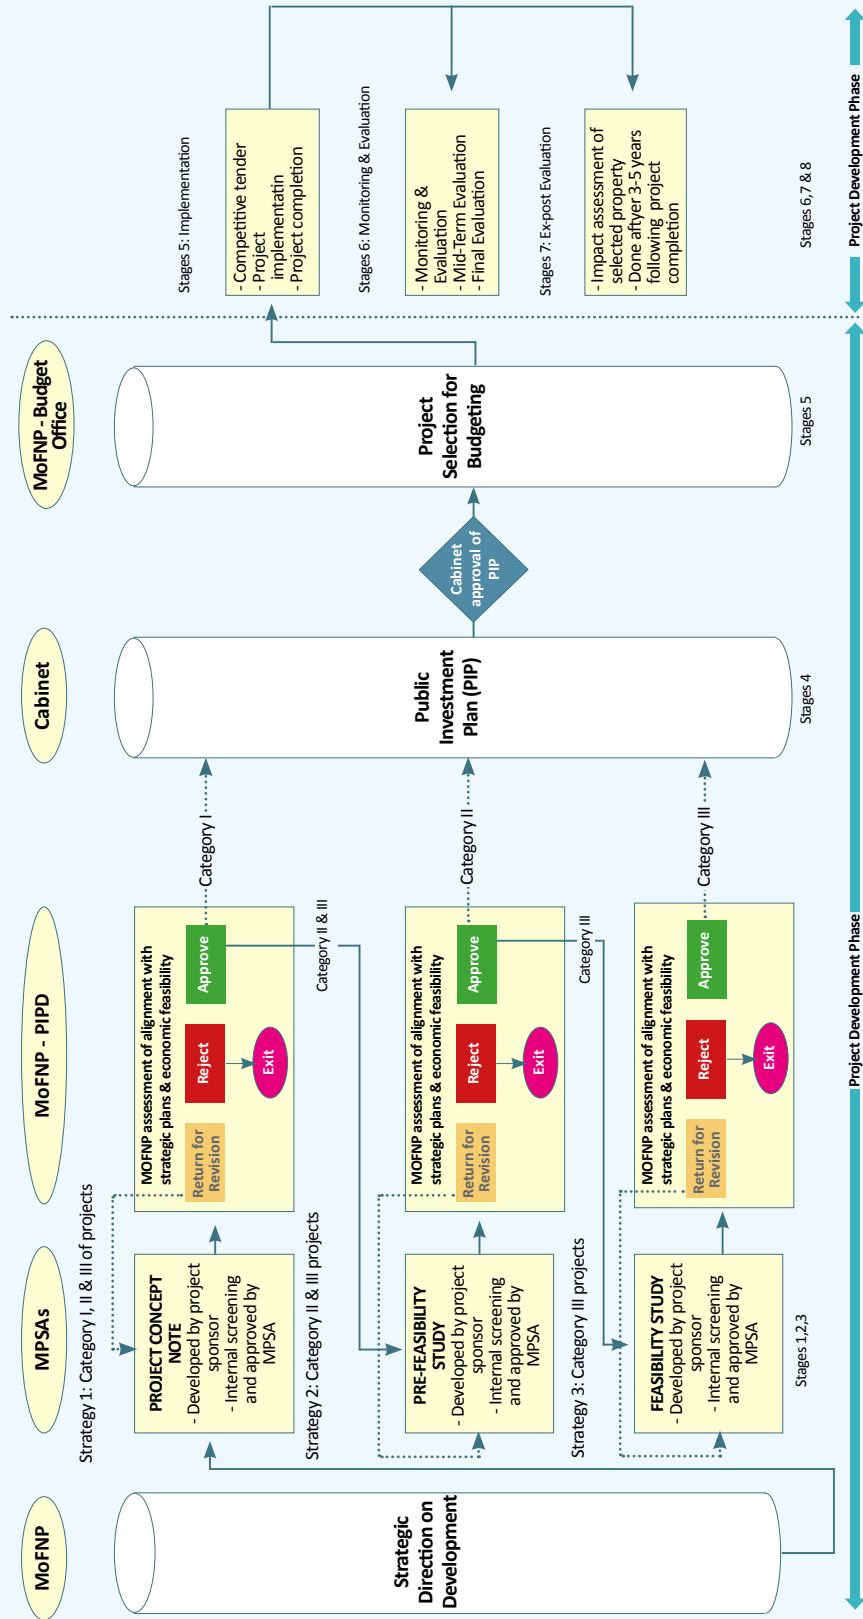 MoFNP
MPSAs
MoFNP - PIPD
Cabinet
MoFNP - Budget
Office
Strategic
Direction on
Development
Strategy 1: Category I, II & III of projects
PROJECT CONCEPT
NOTE
- Developed by project
sponsor
- Internal screening
and approved by
MPSA
MOFNP assessment of alignment with
strategic plans & economic feasibility
Return for
Revision
Reject
Approve
Exit
Category I
Category II & III
Strategy 2: Category II & III projects
PRE-FEASIBILITY
STUDY
- Developed by project
sponsor
- Internal screening
and approved by
MPSA
MOFNP assessment of alignment with
strategic plans & economic feasibility
Return for
Revision
Reject
Approve
Exit
Category II
Category III
Strategy 3: Category III projects
FEASIBILITY STUDY
- Developed by project
sponsor
- Internal screening
and approved by
MPSA
MOFNP assessment of alignment with
strategic plans & economic feasibility
Return for
Revision
Reject
Approve
Exit
Category III
Stages 1,2,3
Public
Investment
Plan (PIP)
Stages 4
Cabinet
approval of
PIP
Project
Selection for
Budgeting
Stages 5
Stages 5: Implementation
- Competitive tender
- Project
implementatin
- Project completion
Stages 6: Monitoring & Evaluation
- Monitoring &
Evaluation
- Mid-Term Evaluation
- Final Evaluation
Stages 7: Ex-post Evaluation
- Impact assessment of
selected property
- Done aftyer 3-5 years
following project
completion
Stages 6,7 & 8
Project Development Phase
Project Development Phase